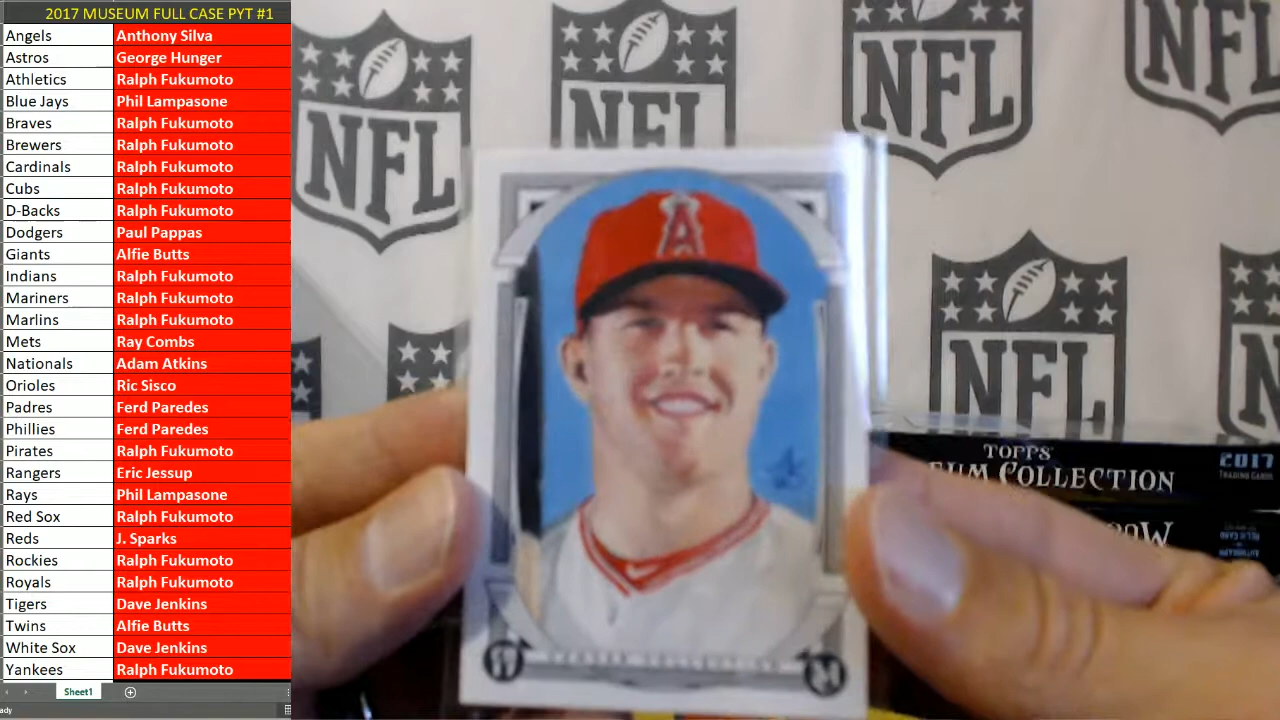 2017 MUSEUM FULL CASE PYT #1
Angels Anthony Silva
Astros George Hunger
Athletics Ralph Fukumoto
Blue Jays Phil Lampasone
Braves Ralph Fukumoto
Brewers Ralph Fukumoto
Cardinals Ralph Fukumoto
Cubs Ralph Fukumoto
D-Backs Ralph Fukumoto
Dodgers Paul Pappas
Giants Alfie Butts
Indians Ralph Fukumoto
Mariners Ralph Fukumoto
Marlins Ralph Fukumoto
Mets Ray Combs
Nationals Adam Atkins
Orioles Ric Sisco
Padres Ferd Paredes
Phillies Ferd Paredes
Pirates Ralph Fukumoto
Rangers Eric Jessup
Rays Phil Lampasone
Red Sox Ralph Fukumoto
Reds J. Sparks
Rockies Ralph Fukumoto
Royals Ralph Fukumoto
Tigers Dave Jenkins
Twins Alfie Butts
White Sox Dave Jenkins
Yankees Ralph Fukumoto
Sheet1
ady
NFL
NFL
NFL
NFL
NFL
A
TOPPS
UM COLLECTION
2017
TRADING CARDS